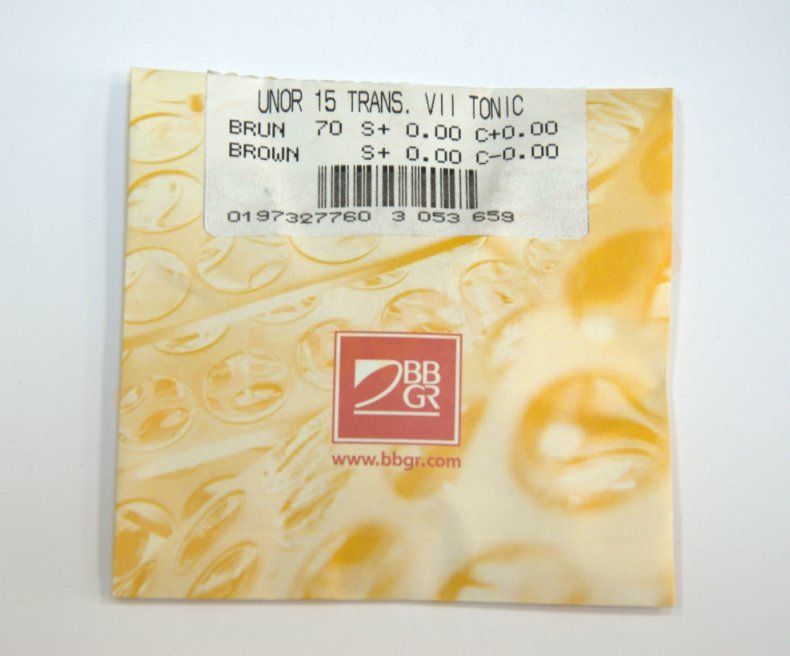 UNOR 15 TRANS. VII TONIC
BRUN 70 S+ 0.00 C+0.00
BROWN S+ 0.00 C-0.00
0197327760 3 053 659
BB
GR
www.bbgr.com